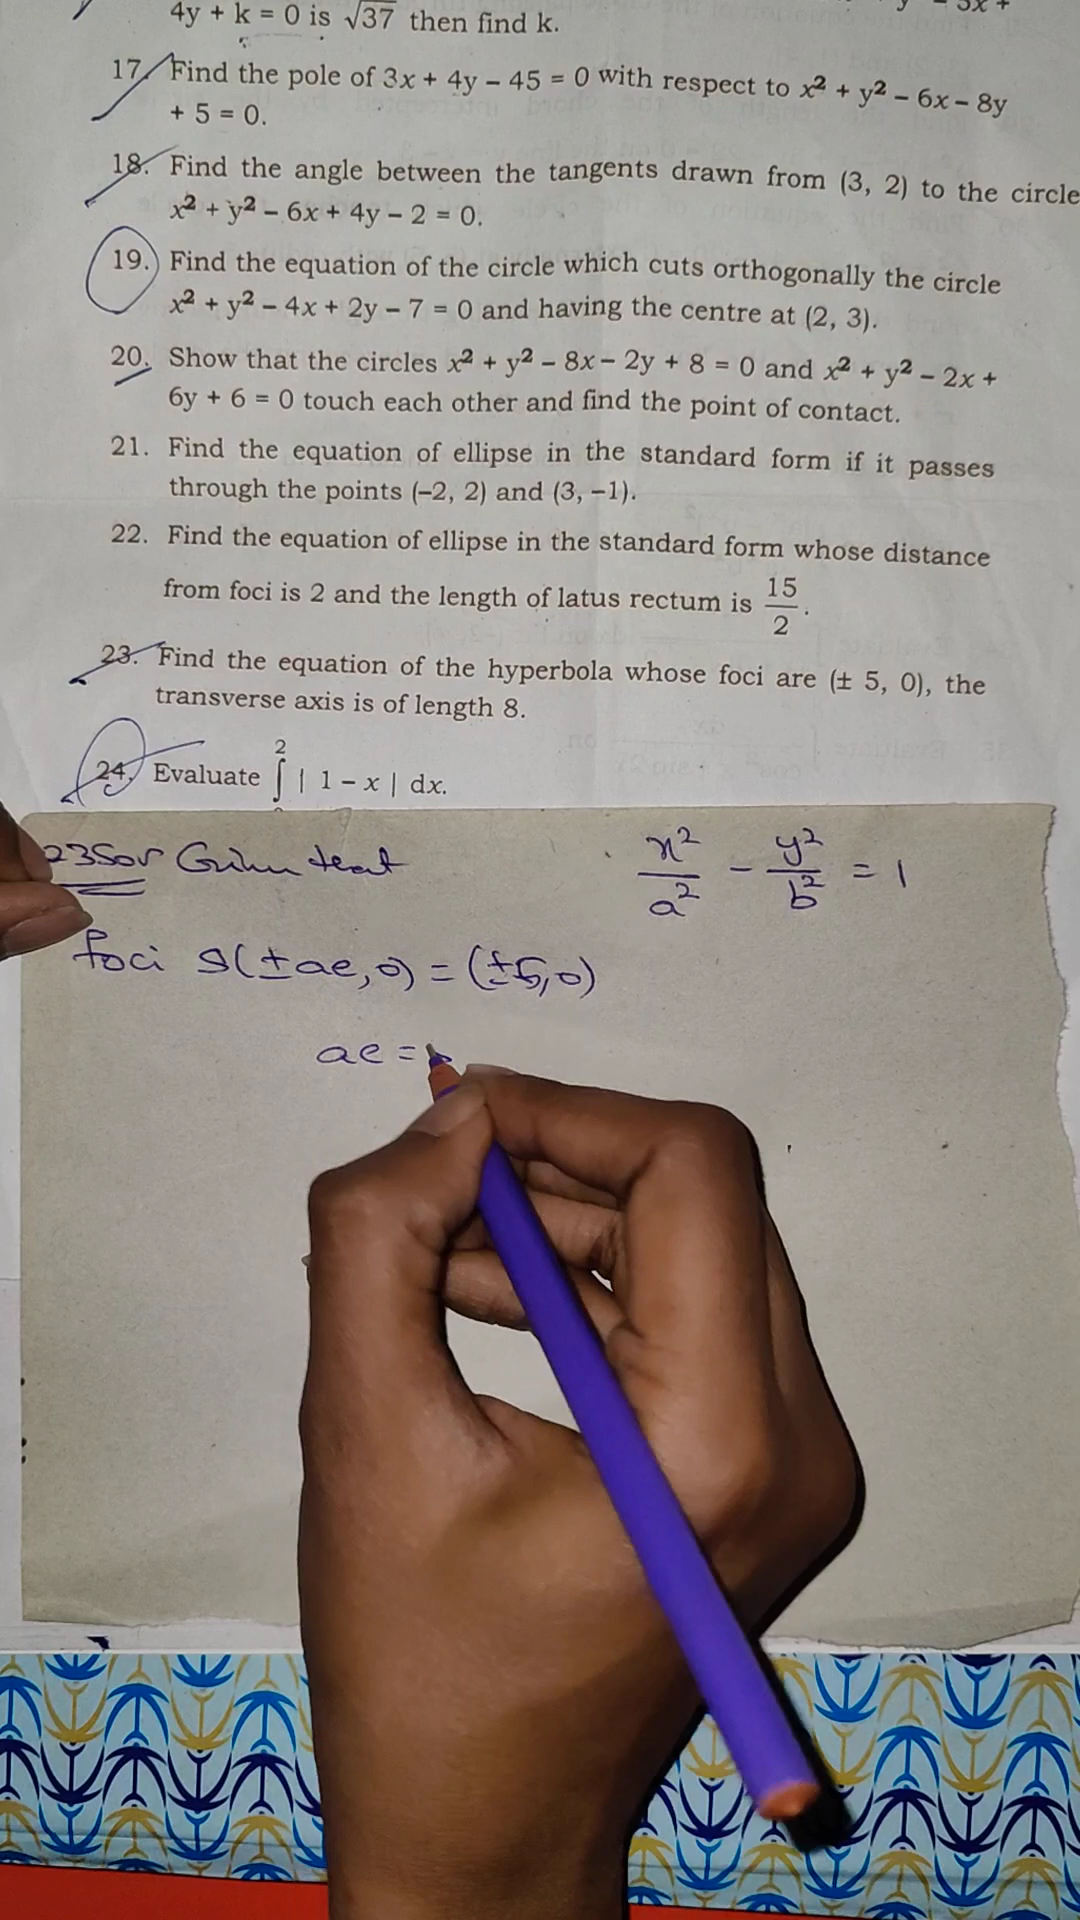 4y + k = 0 is √37 then find k.
17. Find the pole of 3x + 4y – 45 = 0 with respect to x² + y² – 6x – 8y
+ 5 = 0.
18. Find the angle between the tangents drawn from (3, 2) to the circle
x² + y² – 6x + 4y – 2 = 0.
19. Find the equation of the circle which cuts orthogonally the circle
x² + y² – 4x + 2y – 7 = 0 and having the centre at (2, 3).
20. Show that the circles x² + y² – 8x – 2y + 8 = 0 and x² + y² – 2x +
6y + 6 = 0 touch each other and find the point of contact.
21. Find the equation of ellipse in the standard form if it passes
through the points (–2, 2) and (3, –1).
22. Find the equation of ellipse in the standard form whose distance
from foci is 2 and the length of latus rectum is 15/2.
23. Find the equation of the hyperbola whose foci are (± 5, 0), the
transverse axis is of length 8.
24. Evaluate ∫² | 1 – x | dx.
x²/a² - y²/b² = 1
foci S(±ae, 0) = (±5, 0)
ae =